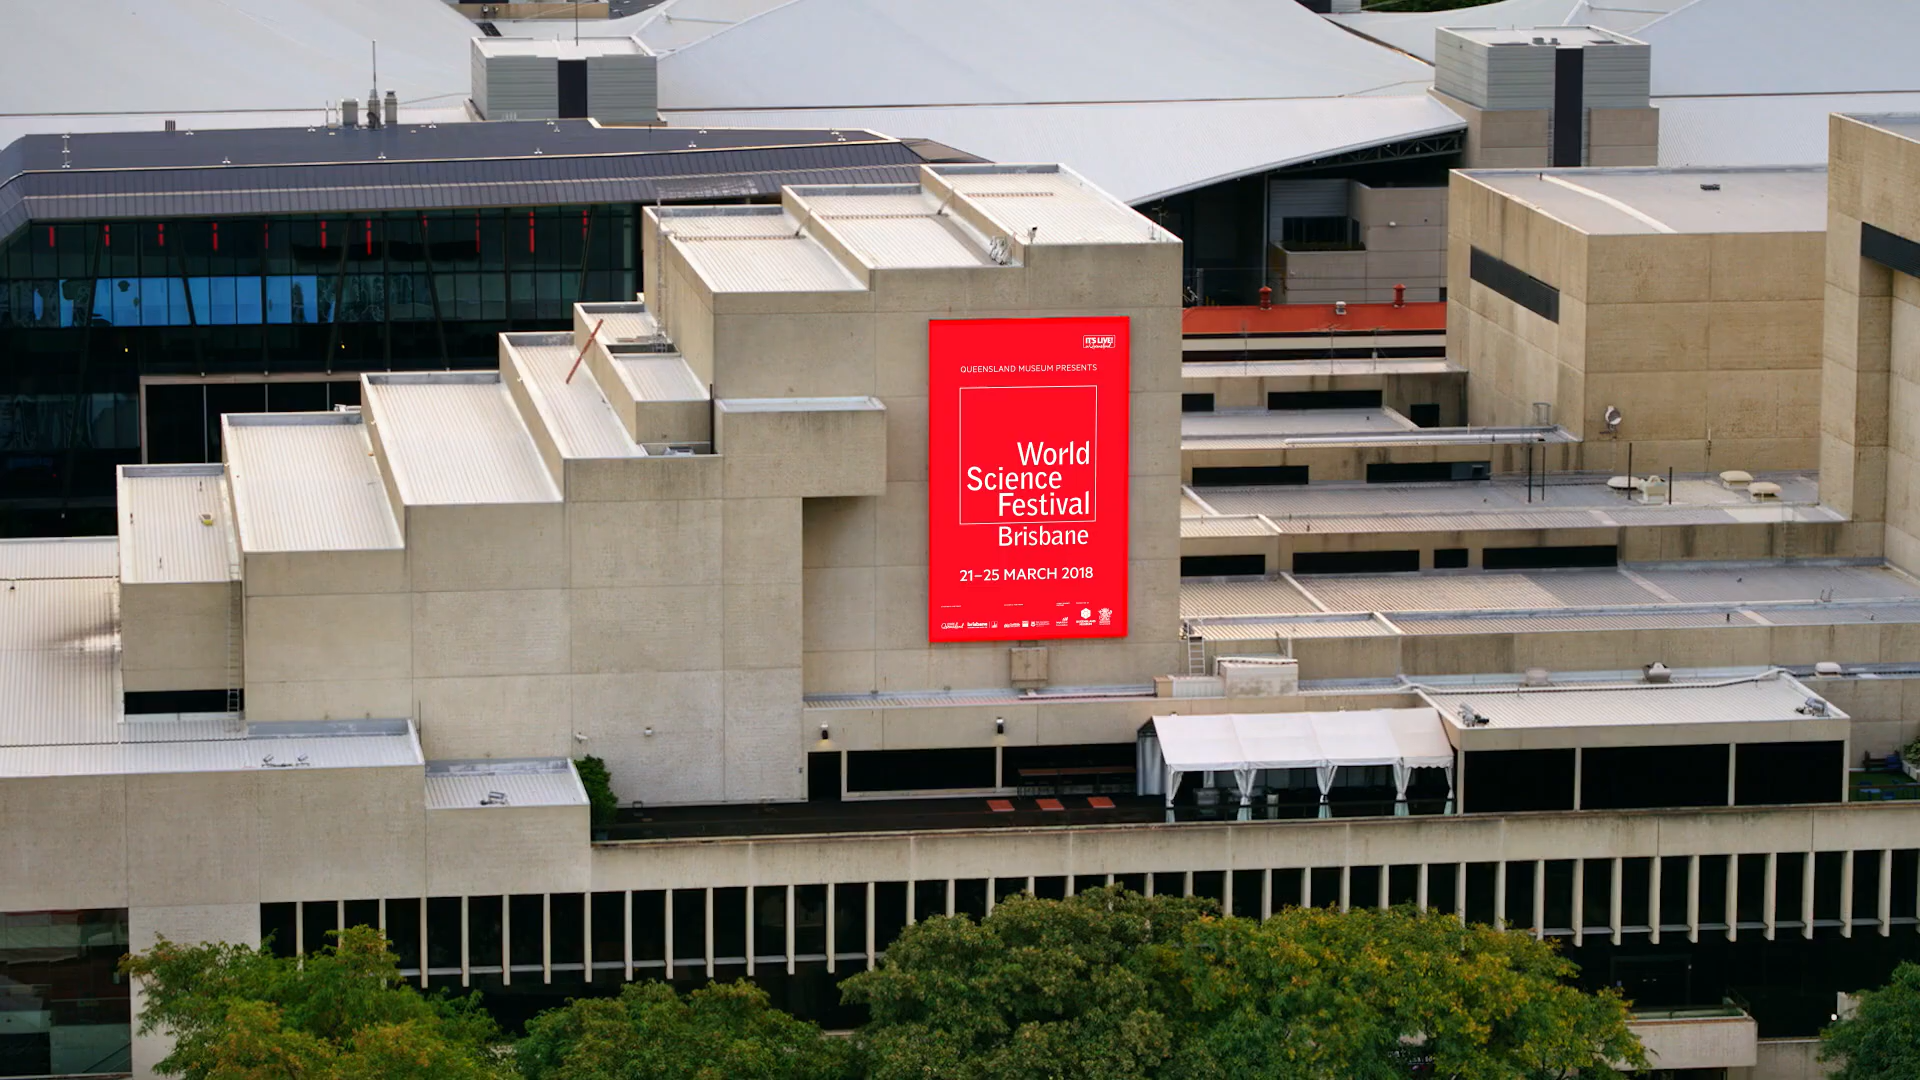 IT'S LIVE!
QUEENSLAND MUSEUM PRESENTS
World
Science
Festival
Brisbane
21–25 MARCH 2018